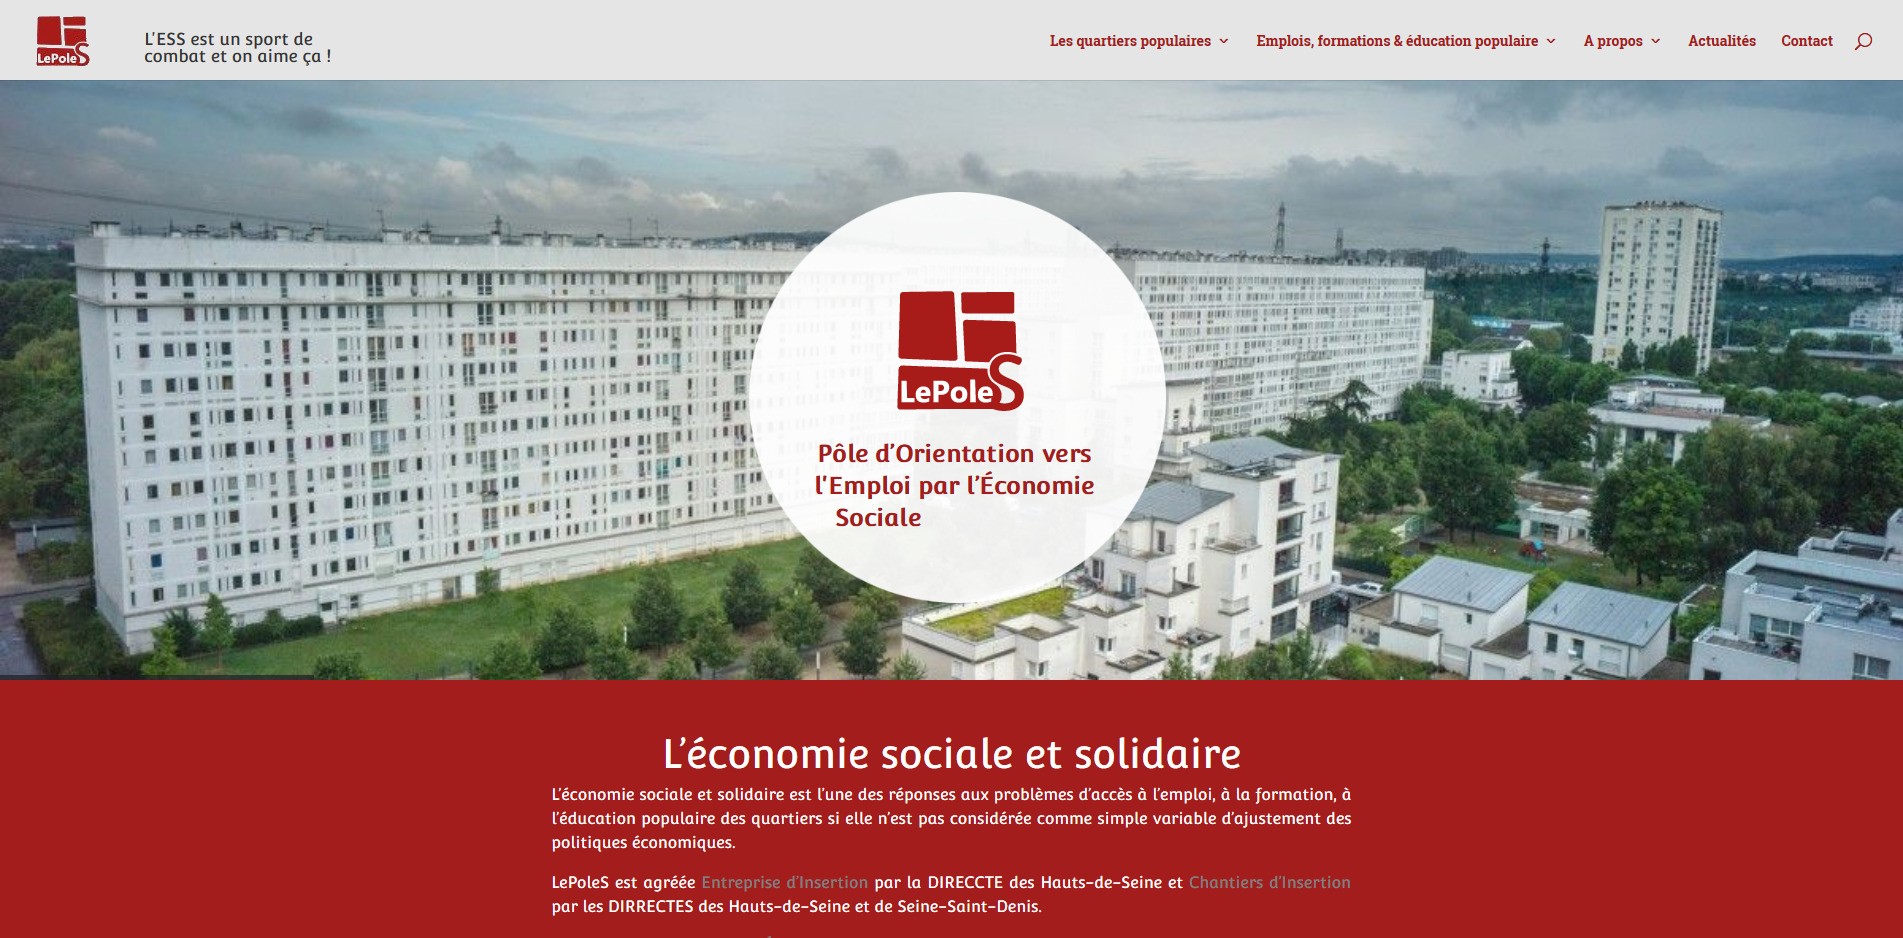 LePoleS
L'ESS est un sport de
combat et on aime ça !
Les quartiers populaires
Emplois, formations & éducation populaire
A propos
Actualités
Contact
LePoleS
Pôle d’Orientation vers
l'Emploi par l’Économie
Sociale
L’économie sociale et solidaire
L’économie sociale et solidaire est l’une des réponses aux problèmes d’accès à l’emploi, à la formation, à
l’éducation populaire des quartiers si elle n’est pas considérée comme simple variable d’ajustement des
politiques économiques.
LePoleS est agréée Entreprise d’Insertion par la DIRECCTE des Hauts-de-Seine et Chantiers d’Insertion
par les DIRRECTES des Hauts-de-Seine et de Seine-Saint-Denis.